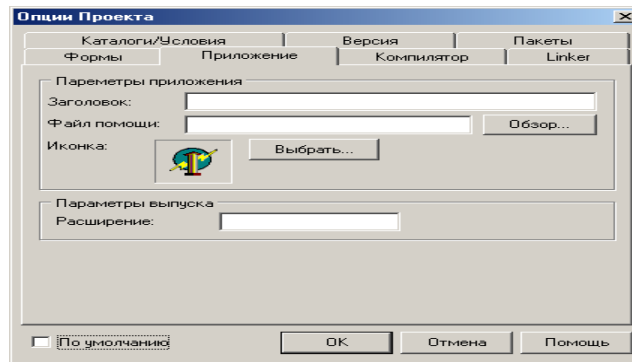 Опции Проекта
Каталоги/Условия Версия Пакеты
Формы Приложение Компилятор Linker
Пареметры приложения
Заголовок:
Файл помощи: Обзор...
Иконка: Выбрать...
Параметры выпуска
Расширение:
По умолчанию OK Отмена Помощь